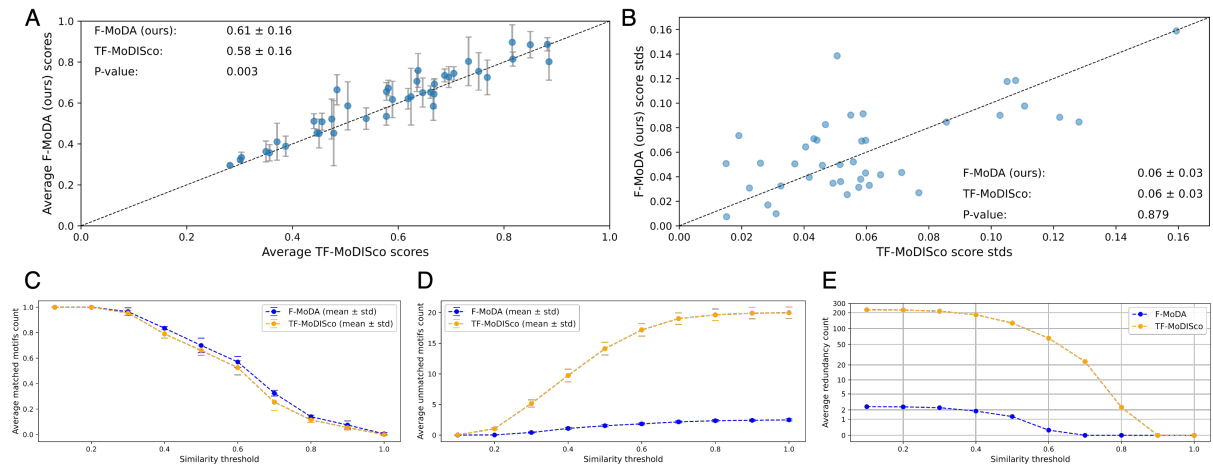 A
F-MoDA (ours): 0.61 ± 0.16
TF-MoDISco: 0.58 ± 0.16
P-value: 0.003
Average F-MoDA (ours) scores
1.0
0.8
0.6
0.4
0.2
0.0
0.0 0.2 0.4 0.6 0.8 1.0
Average TF-MoDISco scores
B
F-MoDA (ours) score stds
0.16
0.14
0.12
0.10
0.08
0.06
0.04
0.02
0.00
F-MoDA (ours): 0.06 ± 0.03
TF-MoDISco: 0.06 ± 0.03
P-value: 0.879
0.00 0.02 0.04 0.06 0.08 0.10 0.12 0.14 0.16
TF-MoDISco score stds
C
Average matched motifs count
1.0
0.8
0.6
0.4
0.2
0.0
F-MoDA (mean ± std)
TF-MoDISco (mean ± std)
0.2 0.4 0.6 0.8 1.0
Similarity threshold
D
Average unmatched motifs count
20
15
10
5
0
F-MoDA (mean ± std)
TF-MoDISco (mean ± std)
0.2 0.4 0.6 0.8 1.0
Similarity threshold
E
Average redundancy count
300
200
100
50
20
10
5
2
1
0
F-MoDA
TF-MoDISco
0.1 0.2 0.3 0.4 0.5 0.6 0.7 0.8 0.9 1.0
Similarity threshold